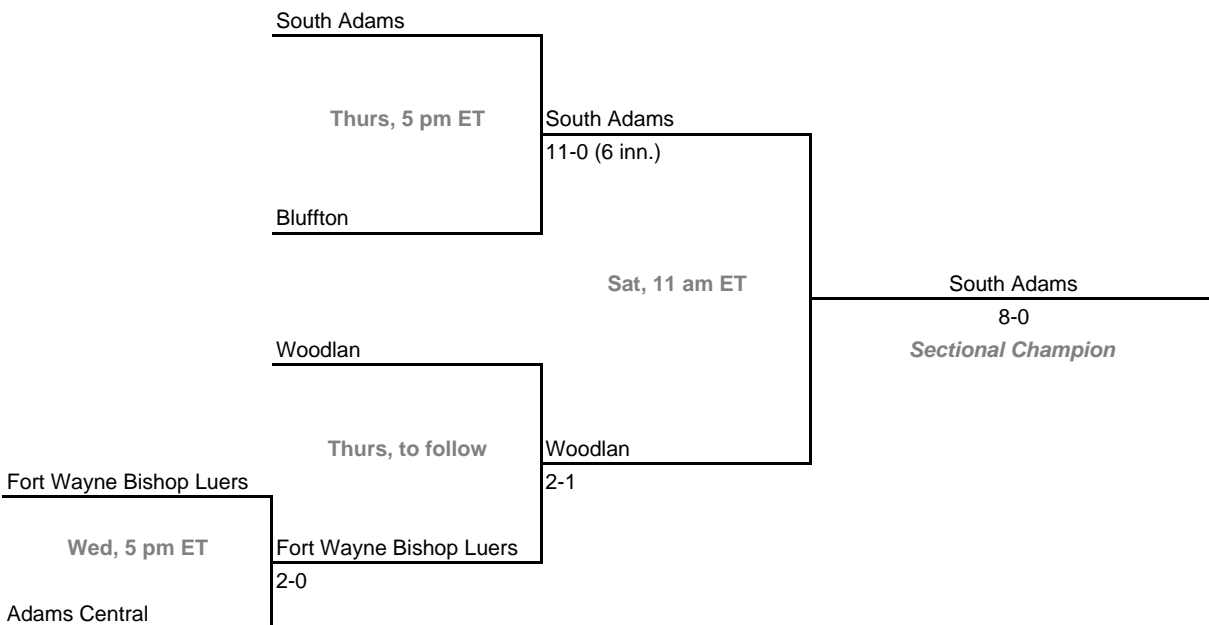 South Adams
Thurs, 5 pm ET
South Adams
11-0 (6 inn.)
Bluffton
Sat, 11 am ET
South Adams
8-0
Sectional Champion
Woodlan
Thurs, to follow
Woodlan
2-1
Fort Wayne Bishop Luers
Wed, 5 pm ET
Fort Wayne Bishop Luers
2-0
Adams Central